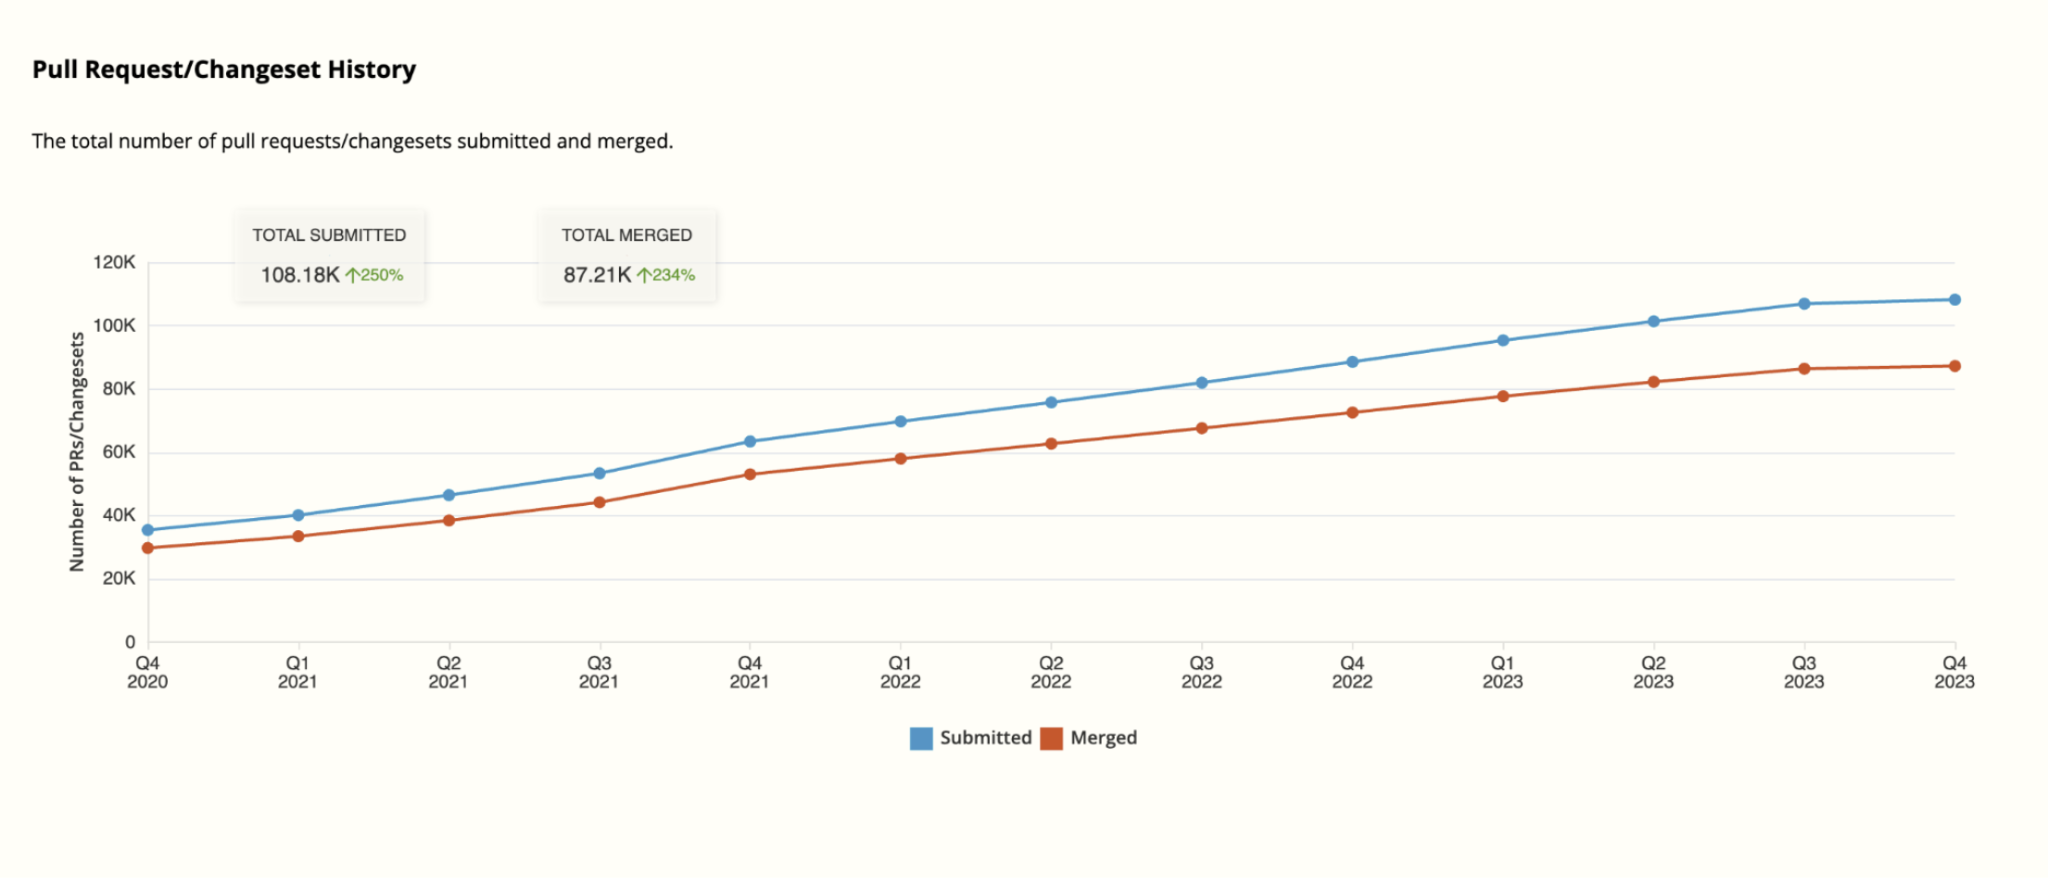 Pull Request/Changeset History
The total number of pull requests/changesets submitted and merged.
TOTAL SUBMITTED
108.18K ↑250%
TOTAL MERGED
87.21K ↑234%
Number of PRs/Changesets
120K
100K
80K
60K
40K
20K
0
Q4
2020
Q1
2021
Q2
2021
Q3
2021
Q4
2021
Q1
2022
Q2
2022
Q3
2022
Q4
2022
Q1
2023
Q2
2023
Q3
2023
Q4
2023
Submitted
Merged